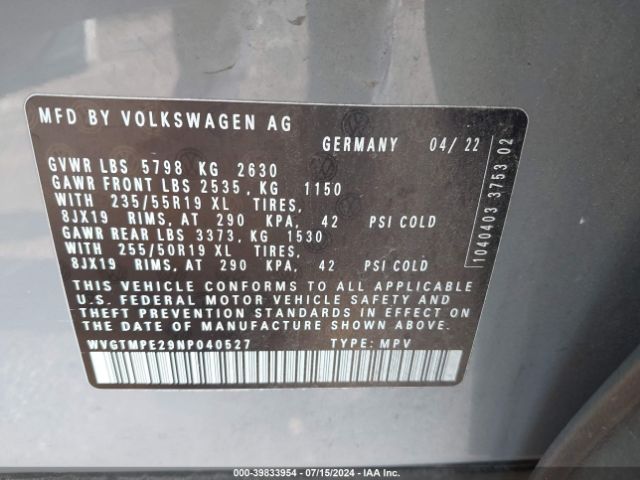 MFD BY VOLKSWAGEN AG
GERMANY 04/ 22
GVWR LBS 5798 KG 2630
GAWR FRONT LBS 2535, KG 1150
WITH 235/55R19 XL TIRES,
8JX19 RIMS, AT 290 KPA, 42 PSI COLD
GAWR REAR LBS 3373, KG 1530
WITH 255/50R19 XL TIRES,
8JX19 RIMS, AT 290 KPA, 42 PSI COLD
THIS VEHICLE CONFORMS TO ALL APPLICABLE
U.S. FEDERAL MOTOR VEHICLE SAFETY AND
THEFT PREVENTION STANDARDS IN EFFECT ON
THE DATE OF MANUFACTURE SHOWN ABOVE.
WVGTMPE29NP040527 TYPE: MPV
1040403 3753 02
000-39833954 - 07/15/2024 - IAAI.COM